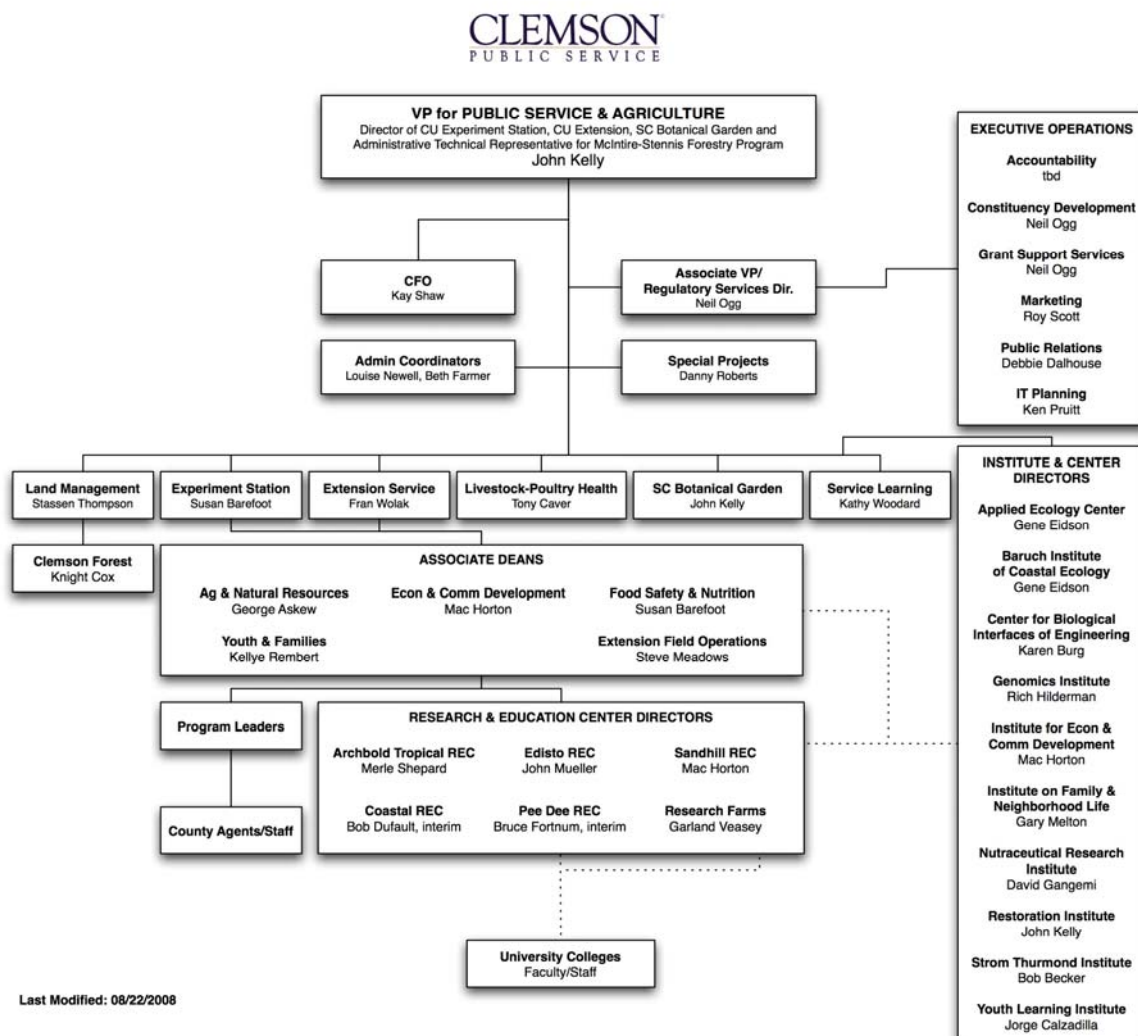 CLEMSON
PUBLIC SERVICE
VP for PUBLIC SERVICE & AGRICULTURE
Director of CU Experiment Station, CU Extension, SC Botanical Garden and
Administrative Technical Representative for McIntire-Stennis Forestry Program
John Kelly
EXECUTIVE OPERATIONS
Accountability
tbd
Constituency Development
Neil Ogg
Grant Support Services
Neil Ogg
Marketing
Roy Scott
Public Relations
Debbie Dalhouse
IT Planning
Ken Pruitt
CFO
Kay Shaw
Associate VP/
Regulatory Services Dir.
Neil Ogg
Admin Coordinators
Louise Newell, Beth Farmer
Special Projects
Danny Roberts
Land Management
Stassen Thompson
Experiment Station
Susan Barefoot
Extension Service
Fran Wolak
Livestock-Poultry Health
Tony Caver
SC Botanical Garden
John Kelly
Service Learning
Kathy Woodard
Clemson Forest
Knight Cox
ASSOCIATE DEANS
Ag & Natural Resources
George Askew
Econ & Comm Development
Mac Horton
Food Safety & Nutrition
Susan Barefoot
Youth & Families
Kellye Rembert
Extension Field Operations
Steve Meadows
Program Leaders
County Agents/Staff
RESEARCH & EDUCATION CENTER DIRECTORS
Archbold Tropical REC
Merle Shepard
Edisto REC
John Mueller
Sandhill REC
Mac Horton
Coastal REC
Bob Dufault, interim
Pee Dee REC
Bruce Fortnum, interim
Research Farms
Garland Veasey
University Colleges
Faculty/Staff
INSTITUTE & CENTER
DIRECTORS
Applied Ecology Center
Gene Eidson
Baruch Institute
of Coastal Ecology
Gene Eidson
Center for Biological
Interfaces of Engineering
Karen Burg
Genomics Institute
Rich Hilderman
Institute for Econ &
Comm Development
Mac Horton
Institute on Family &
Neighborhood Life
Gary Melton
Nutraceutical Research
Institute
David Gangemi
Restoration Institute
John Kelly
Strom Thurmond Institute
Bob Becker
Youth Learning Institute
Jorge Calzadilla
Last Modified: 08/22/2008